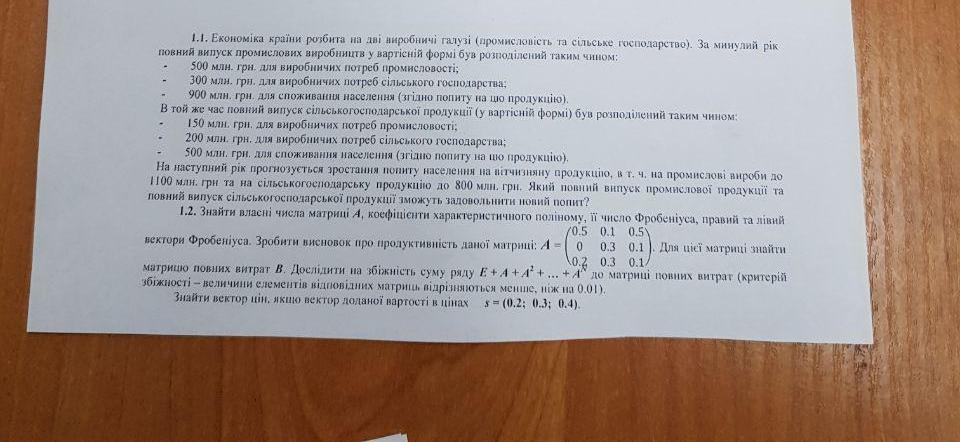 1.1. Економіка країни розбита на дві виробничі галузі (промисловість та сільське господарство). За минулий рік
повний випуск промислових виробництв у вартісній формі був розподілений таким чином:
- 500 млн. грн. для виробничих потреб промисловості;
- 300 млн. грн. для виробничих потреб сільського господарства;
- 900 млн. грн. для споживання населення (згідно попиту на цю продукцію).
В той же час повний випуск сільськогосподарської продукції (у вартісній формі) був розподілений таким чином:
- 150 млн. грн. для виробничих потреб промисловості;
- 200 млн. грн. для виробничих потреб сільського господарства;
- 500 млн. грн. для споживання населення (згідно попиту на цю продукцію).
На наступний рік прогнозується зростання попиту населення на вітчизняну продукцію, в т. ч. на промислові вироби до
1100 млн. грн та на сільськогосподарську продукцію до 800 млн. грн. Який повний випуск промислової продукції та
повний випуск сільськогосподарської продукції зможуть задовольнити новий попит?
1.2. Знайти власні числа матриці A, коефіцієнти характеристичного поліному, її число Фробеніуса, правий та лівий
вектори Фробеніуса. Зробити висновок про продуктивність даної матриці: A = (0.5 0.1 0.5 0 0.3 0.1 0.2 0.3 0.1). Для цієї матриці знайти
матрицю повних витрат B. Дослідити на збіжність суму ряду E + A + A² + ... + Aᴺ до матриці повних витрат (критерій
збіжності – величини елементів відповідних матриць відрізняються менше, ніж на 0.01).
Знайти вектор цін, якщо вектор доданої вартості в цінах s = (0.2; 0.3; 0.4).